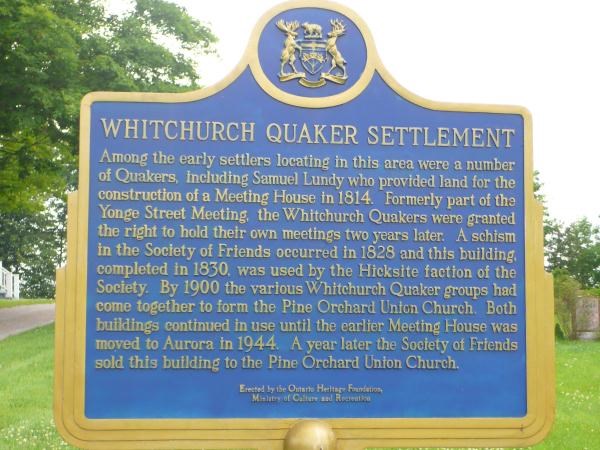 WHITCHURCH QUAKER SETTLEMENT
Among the early settlers locating in this area were a number
of Quakers, including Samuel Lundy who provided land for the
construction of a Meeting House in 1814. Formerly part of the
Yonge Street Meeting, the Whitchurch Quakers were granted
the right to hold their own meetings two years later. A schism
in the Society of Friends occurred in 1828 and this building,
completed in 1830, was used by the Hicksite faction of the
Society. By 1900 the various Whitchurch Quaker groups had
come together to form the Pine Orchard Union Church. Both
buildings continued in use until the earlier Meeting House was
moved to Aurora in 1944. A year later the Society of Friends
sold this building to the Pine Orchard Union Church.
Erected by the Ontario Heritage Foundation,
Ministry of Culture and Recreation